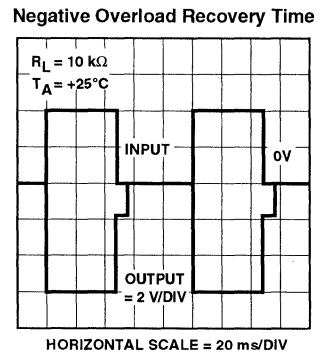 Negative Overload Recovery Time
RL = 10 kΩ
TA = +25°C
INPUT
0V
OUTPUT
= 2 V/DIV
HORIZONTAL SCALE = 20 ms/DIV